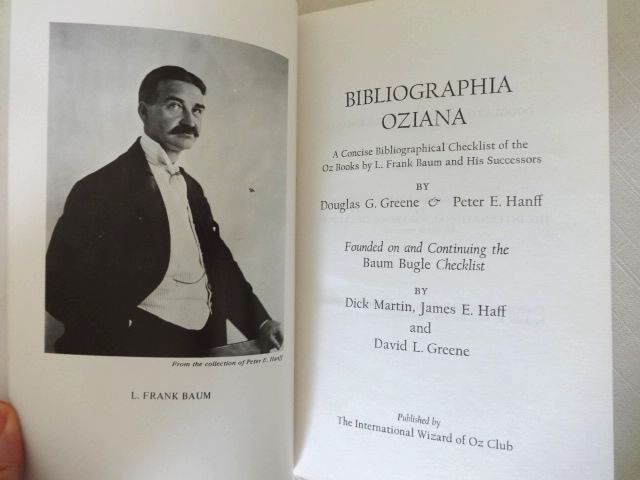 From the collection of Peter E. Hanff
L. FRANK BAUM
BIBLIOGRAPHIA
OZIANA
A Concise Bibliographical Checklist of the
Oz Books by L. Frank Baum and His Successors
BY
Douglas G. Greene & Peter E. Hanff
Founded on and Continuing the
Baum Bugle Checklist
BY
Dick Martin, James E. Haff
and
David L. Greene
Published by
The International Wizard of Oz Club